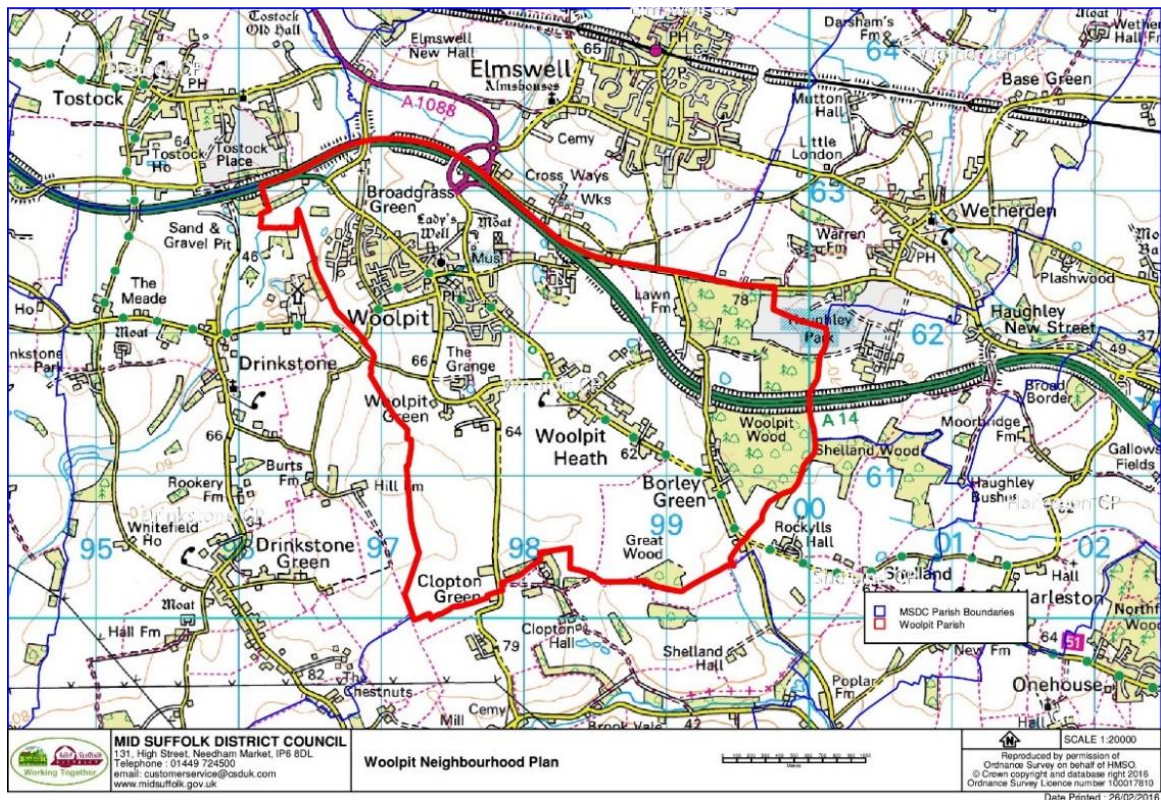 Tostock
Old Hall
Elmswell
New Hall
65
PH
LC
P
P
Darsham's
Fm
64
Moat
Base Green
Elmswell
Almshouses
A1088
Mutton
Hall
Tostock
PH
64
Tostock
Ho
Tostock
Place
Cemy
Little
London
Broadgrass
Green
Cross Ways
Wks
63
Wetherden
Sand &
Gravel Pit
Lady's
Well
Moat
Mus
Warren
Fm
PH
Plashwood
46
The
Meade
Moat
Ho
PH
Lawn
Fm
78
Haughley
Park
62
Haughley
New Street
37
49
Woolpit
Drinkstone
66
The
Grange
Woolpit
Green
64
Broad
Border
A 14
Woolpit
Heath
62
Woolpit
Wood
Moorbridge
Fm
Shelland Wood
Gallows
Fields
66
Burts
Fm
Rookery
Fm
Hill Fm
Borley
Green
61
Haughley
Bushes
Whitefield
Ho
64
95
96
97
98
99
00
01
02
Drinkstone
Green
Great
Wood
Rockylls
Hall
Shelland
Clopton
Green
Hall
Harleston
MSDC Parish Boundaries
Woolpit Parish
Moat
Hall Fm
79
Clopton
Hall
Shelland
Hall
New Fm
64
51
82
The
Chestnuts
Poplar
Fm
Onehouse
Mill
Cemy
Brook Vale
42
Hall
Working Together
MID SUFFOLK DISTRICT COUNCIL
131, High Street, Needham Market, IP6 8DL
Telephone : 01449 724500
email: customerservice@csduk.com
www.midsuffolk.gov.uk
Woolpit Neighbourhood Plan
N
SCALE 1:20000
Reproduced by permission of
Ordnance Survey on behalf of HMSO.
© Crown copyright and database right 2016
Ordnance Survey Licence number 100017810
Date Printed : 26/02/2016